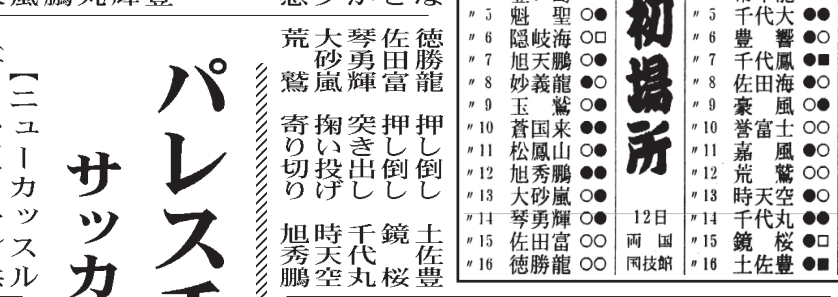 〃5 千代大 ●●
〃6 豊響 ●○
〃7 千代鳳 ●■
〃8 佐田海 ●○
〃9 豪風 ○●
〃10 誉富士 ○○
〃11 嘉風 ●○
〃12 荒鷲 ○○
〃13 時天空 ●○
〃14 千代丸 ●●
〃15 鏡桜 ●□
〃16 土佐豊 ●■
初場所
12日
両国
国技館
〃5 魁聖 ○●
〃6 隠岐海 ○□
〃7 旭天鵬 ○●
〃8 妙義龍 ●○
〃9 玉鷲 ○●
〃10 蒼国来 ●●
〃11 松鳳山 ○●
〃12 旭秀鵬 ●●
〃13 大砂嵐 ○●
〃14 琴勇輝 ○●
〃15 佐田富 ○○
〃16 徳勝龍 ○○
徳勝龍 押し倒し 土佐豊
佐田富 押し倒し 鏡桜
琴勇輝 突き出し 千代丸
大砂嵐 掬い投げ 時天空
荒鷲 寄り切り 旭秀鵬
パレス
サッカ
【ニューカッスル